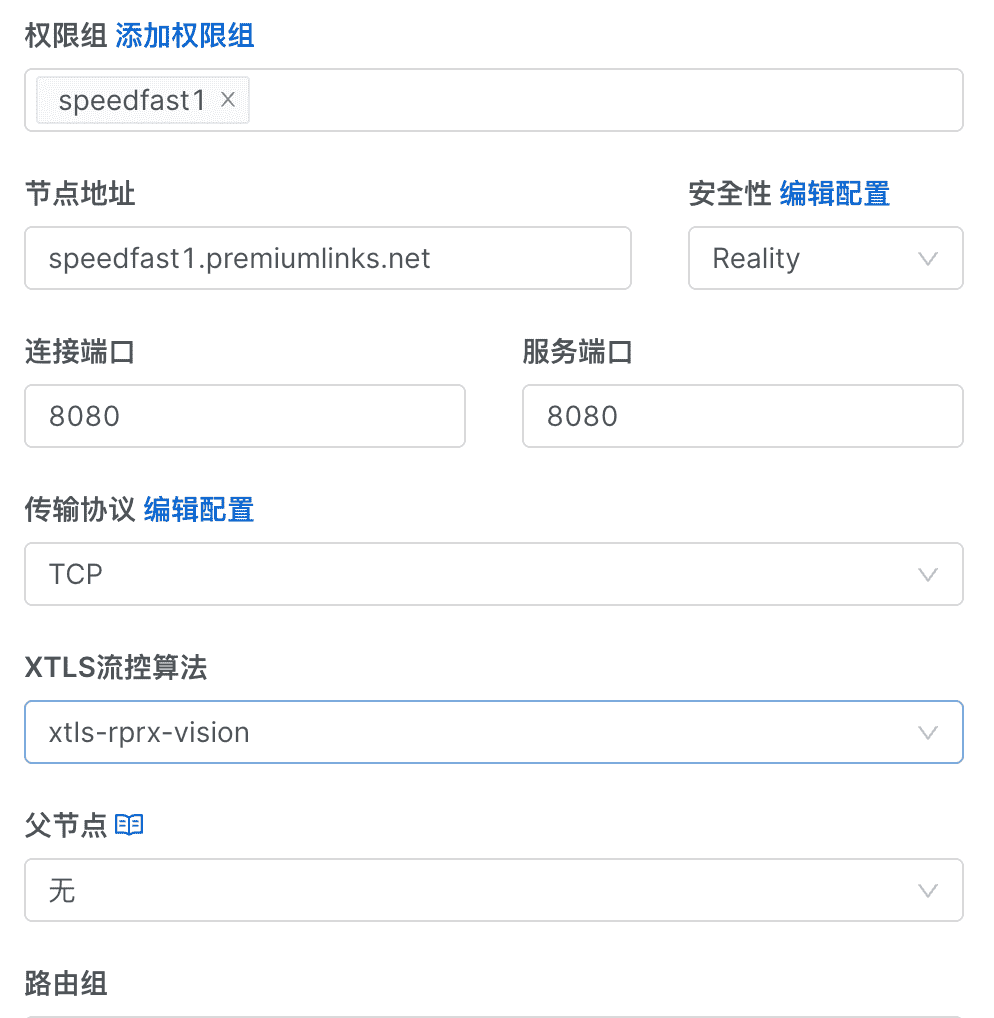 权限组 添加权限组
speedfast1
节点地址
安全性 编辑配置
speedfast1.premiumlinks.net
Reality
连接端口
服务端口
8080
8080
传输协议 编辑配置
TCP
XTLS流控算法
xtls-rprx-vision
父节点
无
路由组